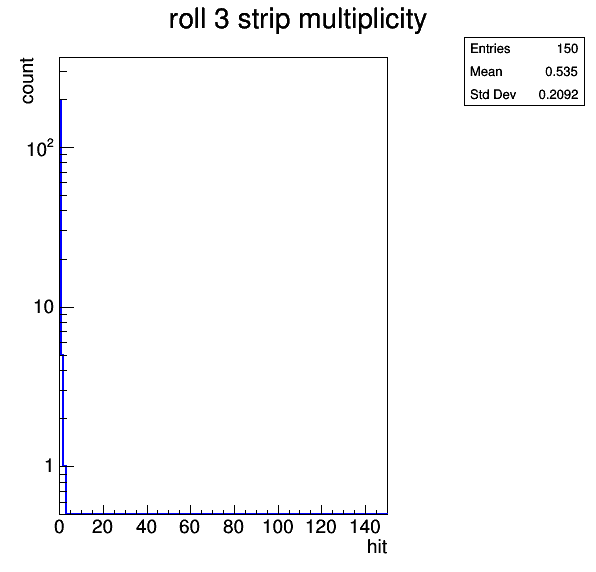 roll 3 strip multiplicity
Entries 150
Mean 0.535
Std Dev 0.2092
count
10²
10
1
0 20 40 60 80 100 120 140
hit